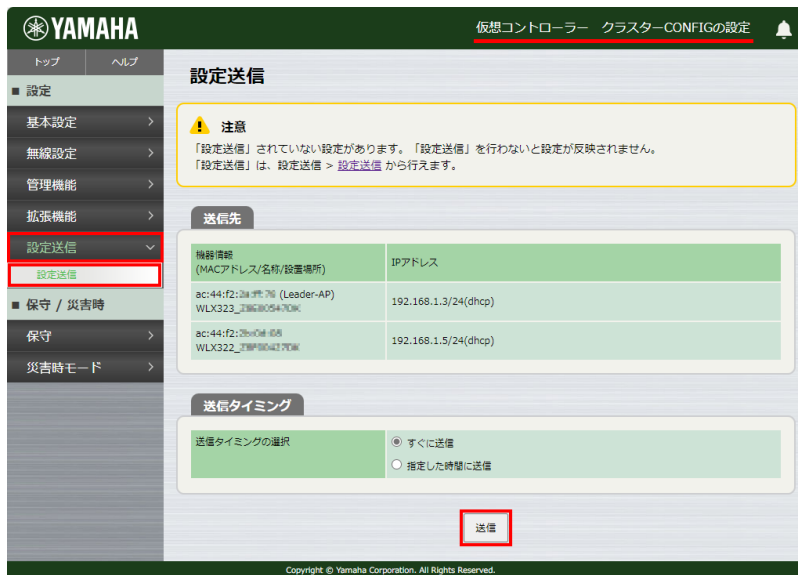 YAMAHA
仮想コントローラー クラスターCONFIGの設定
トップ ヘルプ
設定
基本設定
無線設定
管理機能
拡張機能
設定送信
設定送信
保守 / 災害時
保守
災害時モード
設定送信
注意
「設定送信」されていない設定があります。「設定送信」を行わないと設定が反映されません。
「設定送信」は、設定送信 > 設定送信 から行えます。
送信先
機器情報
(MACアドレス/名称/設置場所)
IPアドレス
ac:44:f2: (Leader-AP)
WLX323_
192.168.1.3/24(dhcp)
ac:44:f2:
WLX322_
192.168.1.5/24(dhcp)
送信タイミング
送信タイミングの選択
すぐに送信
指定した時間に送信
送信
Copyright © Yamaha Corporation. All Rights Reserved.